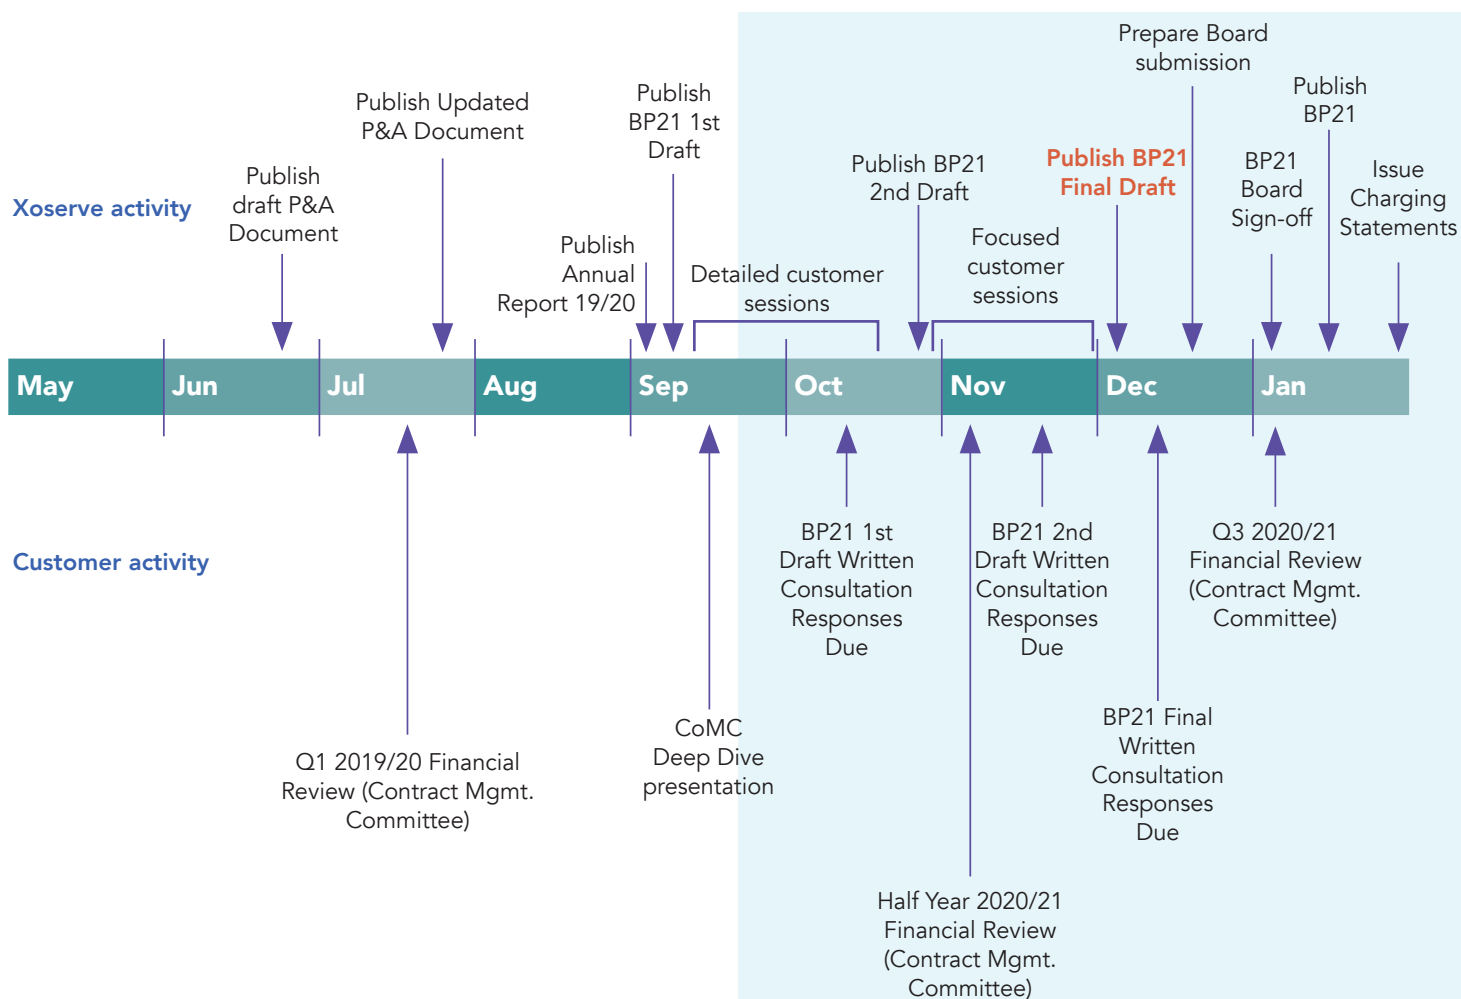 Xoserve activity
Publish
draft P&A
Document
Publish Updated
P&A Document
Publish
Annual
Report 19/20
Publish
BP21 1st
Draft
Detailed customer
sessions
Publish BP21
2nd Draft
Focused
customer
sessions
Publish BP21
Final Draft
Prepare Board
submission
BP21
Board
Sign-off
Publish
BP21
Issue
Charging
Statements
May
Jun
Jul
Aug
Sep
Oct
Nov
Dec
Jan
Customer activity
Q1 2019/20 Financial
Review (Contract Mgmt.
Committee)
CoMC
Deep Dive
presentation
BP21 1st
Draft Written
Consultation
Responses
Due
Half Year 2020/21
Financial Review
(Contract Mgmt.
Committee)
BP21 2nd
Draft Written
Consultation
Responses
Due
BP21 Final
Written
Consultation
Responses
Due
Q3 2020/21
Financial Review
(Contract Mgmt.
Committee)